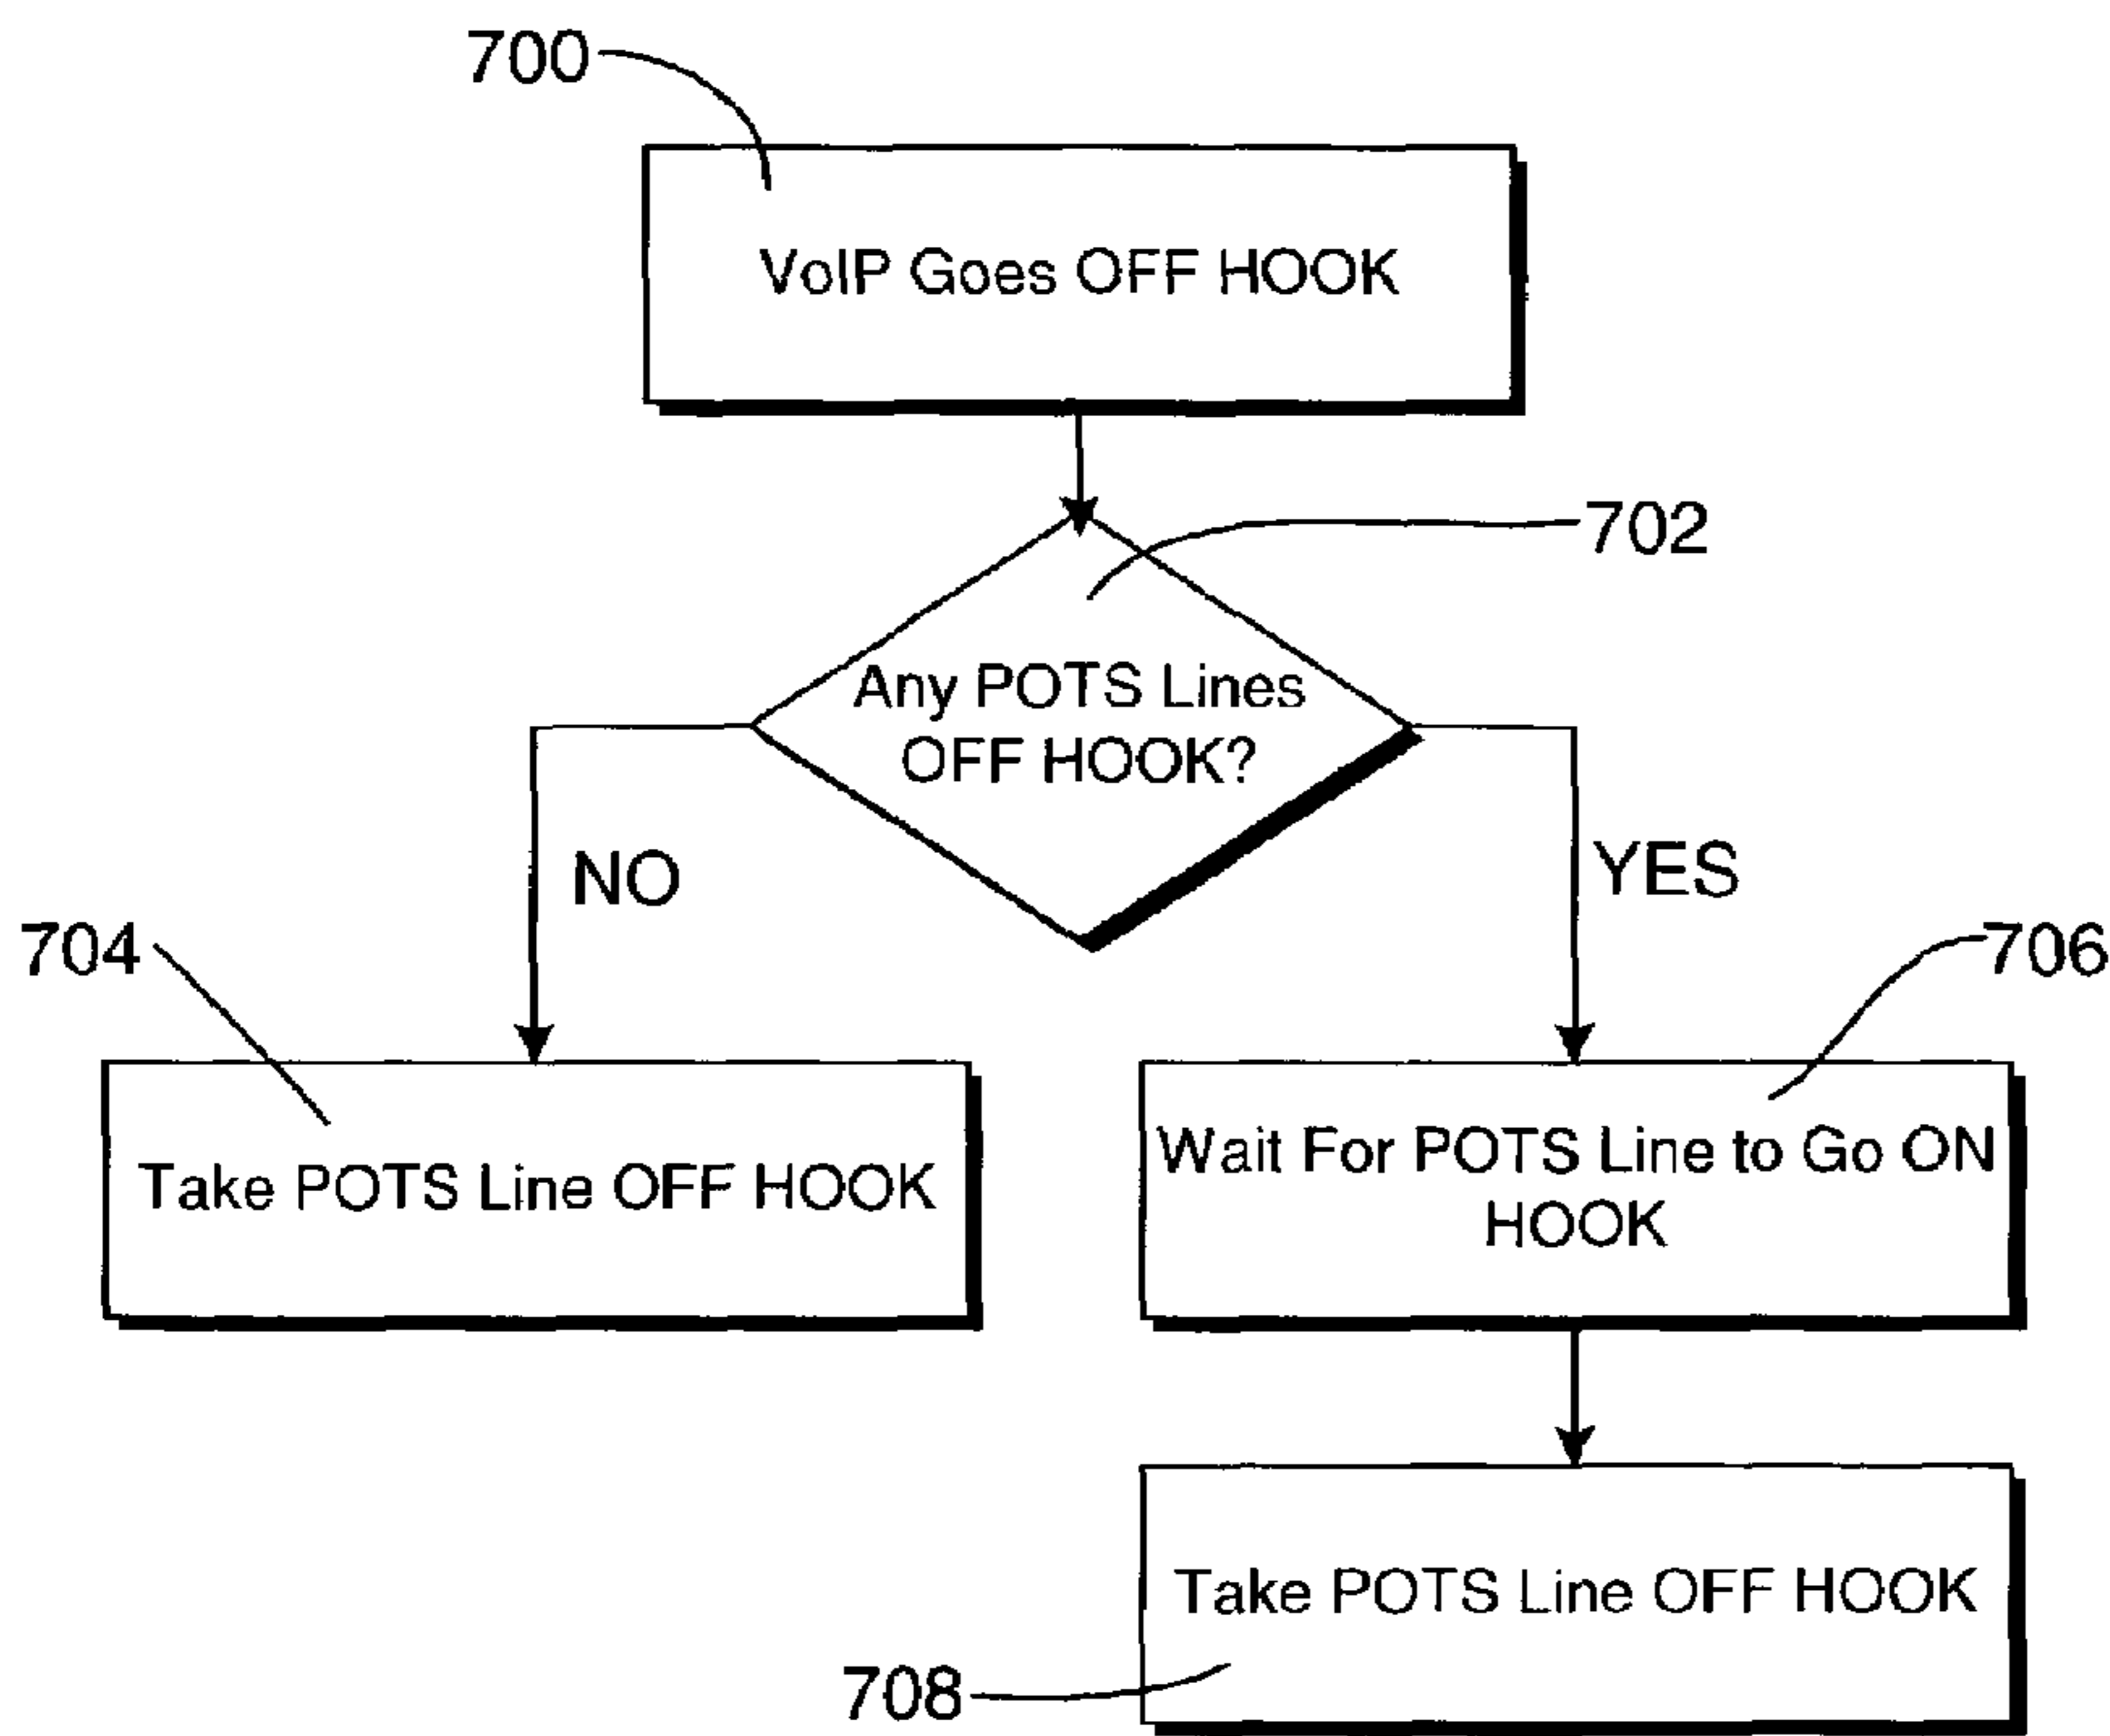 700
VoIP Goes OFF HOOK
702
Any POTS Lines
OFF HOOK?
NO
YES
704
706
Take POTS Line OFF HOOK
Wait For POTS Line to Go ON
HOOK
Take POTS Line OFF HOOK
708